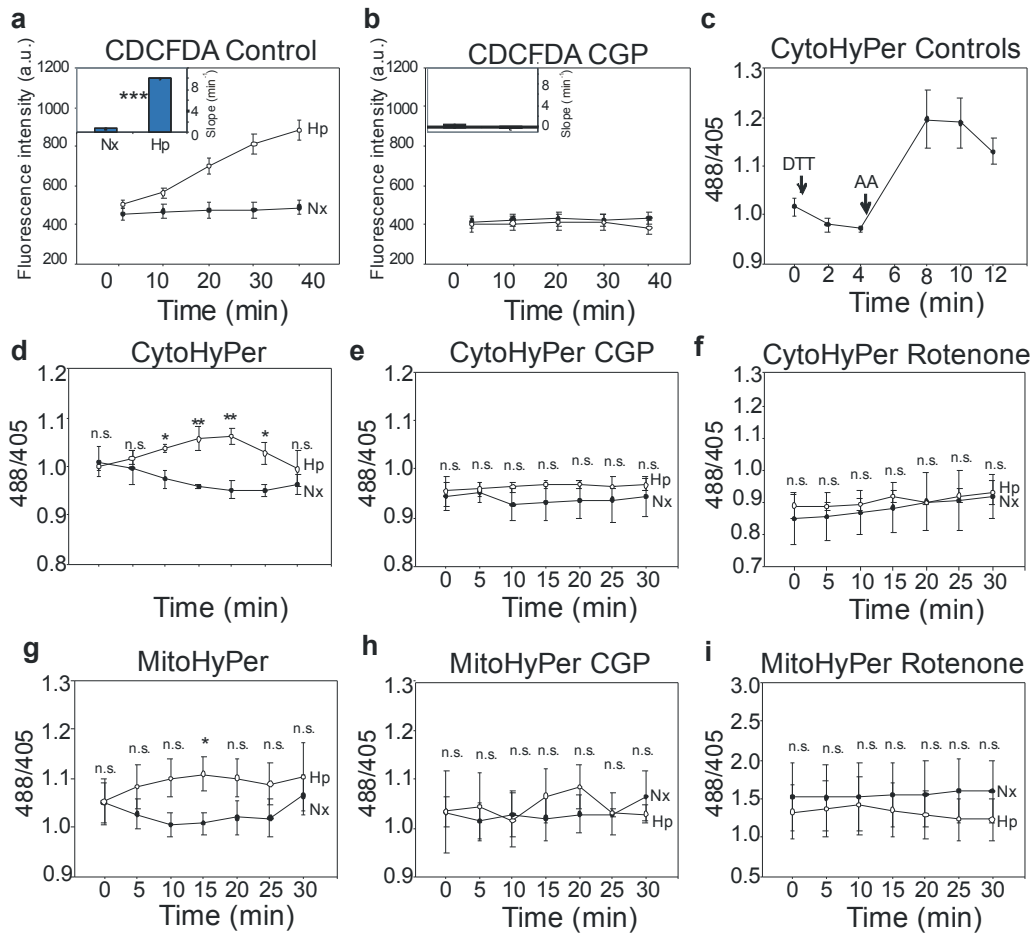 a
CDCFDA Control
Fluorescence intensity (a.u.)
1200
1000
800
600
400
200
***
Nx
Hp
8
4
0
Slope (min⁻¹)
Hp
Nx
0 10 20 30 40
Time (min)
b
CDCFDA CGP
Fluorescence intensity (a.u.)
1200
1000
800
600
400
200
8
4
0
Slope (min⁻¹)
0 10 20 30 40
Time (min)
c
CytoHyPer Controls
488/405
1.3
1.2
1.1
1.0
0.9
DTT
AA
0 2 4 6 8 10 12
Time (min)
d
CytoHyPer
488/405
1.2
1.1
1.0
0.9
0.8
n.s. n.s. * ** ** * n.s.
Hp
Nx
Time (min)
e
CytoHyPer CGP
488/405
1.2
1.1
1.0
0.9
0.8
n.s. n.s. n.s. n.s. n.s. n.s. n.s.
Hp
Nx
0 5 10 15 20 25 30
Time (min)
f
CytoHyPer Rotenone
488/405
1.3
1.2
1.1
1.0
0.9
0.8
0.7
n.s. n.s. n.s. n.s. n.s. n.s. n.s.
Hp
Nx
0 5 10 15 20 25 30
Time (min)
g
MitoHyPer
488/405
1.3
1.2
1.1
1.0
0.9
n.s. n.s. n.s. * n.s. n.s. n.s.
Hp
Nx
0 5 10 15 20 25 30
Time (min)
h
MitoHyPer CGP
488/405
1.3
1.2
1.1
1.0
0.9
n.s. n.s. n.s. n.s. n.s. n.s. n.s.
Nx
Hp
0 5 10 15 20 25 30
Time (min)
i
MitoHyPer Rotenone
488/405
3.0
2.5
2.0
1.5
1.0
0.5
n.s. n.s. n.s. n.s. n.s. n.s. n.s.
Nx
Hp
0 5 10 15 20 25 30
Time (min)